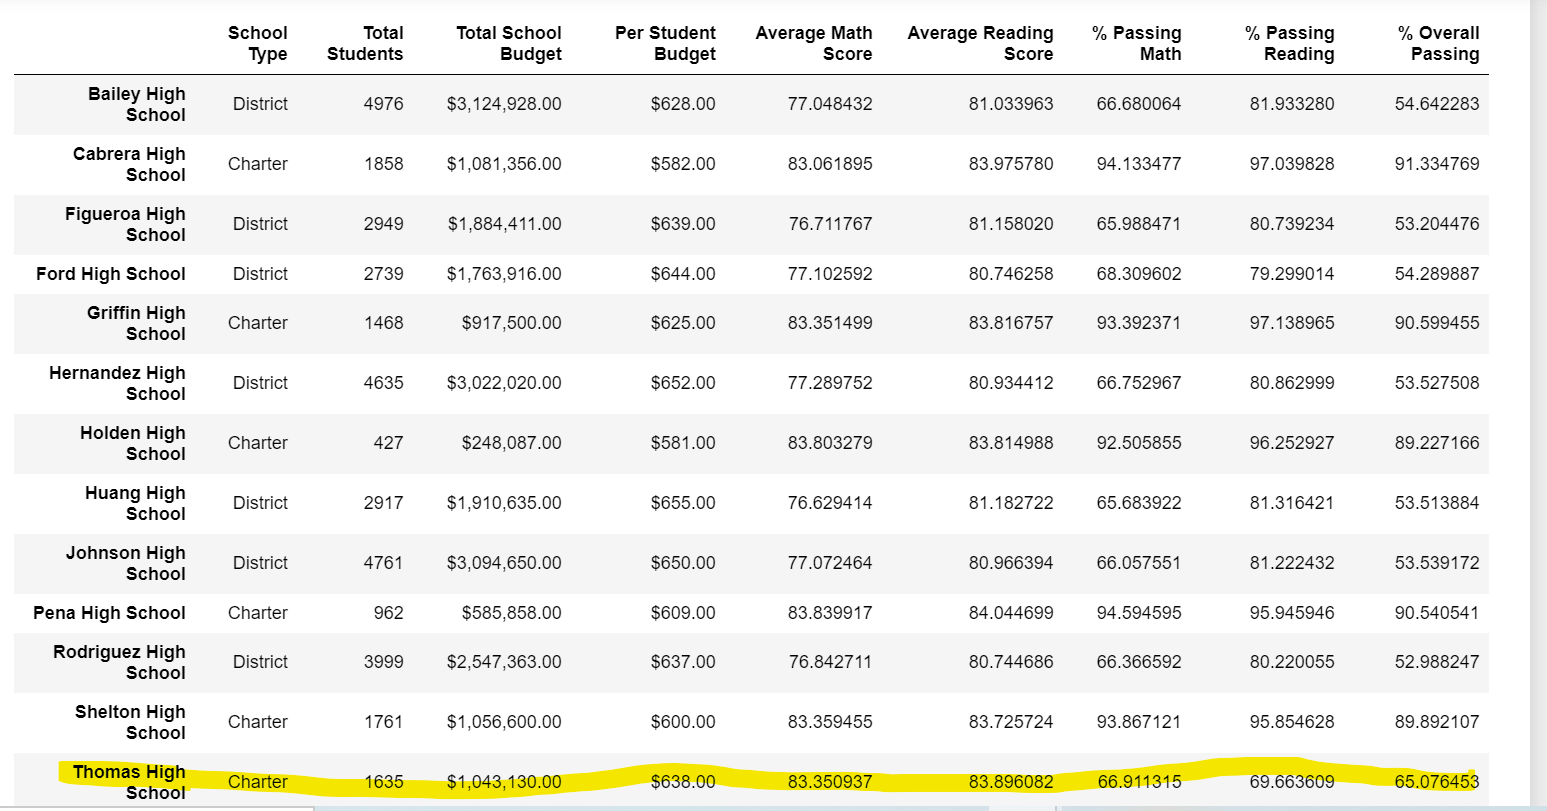 School Type Total Students Total School Budget Per Student Budget Average Math Score Average Reading Score % Passing Math % Passing Reading % Overall Passing
Bailey High School District 4976 $3,124,928.00 $628.00 77.048432 81.033963 66.680064 81.933280 54.642283
Cabrera High School Charter 1858 $1,081,356.00 $582.00 83.061895 83.975780 94.133477 97.039828 91.334769
Figueroa High School District 2949 $1,884,411.00 $639.00 76.711767 81.158020 65.988471 80.739234 53.204476
Ford High School District 2739 $1,763,916.00 $644.00 77.102592 80.746258 68.309602 79.299014 54.289887
Griffin High School Charter 1468 $917,500.00 $625.00 83.351499 83.816757 93.392371 97.138965 90.599455
Hernandez High School District 4635 $3,022,020.00 $652.00 77.289752 80.934412 66.752967 80.862999 53.527508
Holden High School Charter 427 $248,087.00 $581.00 83.803279 83.814988 92.505855 96.252927 89.227166
Huang High School District 2917 $1,910,635.00 $655.00 76.629414 81.182722 65.683922 81.316421 53.513884
Johnson High School District 4761 $3,094,650.00 $650.00 77.072464 80.966394 66.057551 81.222432 53.539172
Pena High School Charter 962 $585,858.00 $609.00 83.839917 84.044699 94.594595 95.945946 90.540541
Rodriguez High School District 3999 $2,547,363.00 $637.00 76.842711 80.744686 66.366592 80.220055 52.988247
Shelton High School Charter 1761 $1,056,600.00 $600.00 83.359455 83.725724 93.867121 95.854628 89.892107
Thomas High School Charter 1635 $1,043,130.00 $638.00 83.350937 83.896082 66.911315 69.663609 65.076453